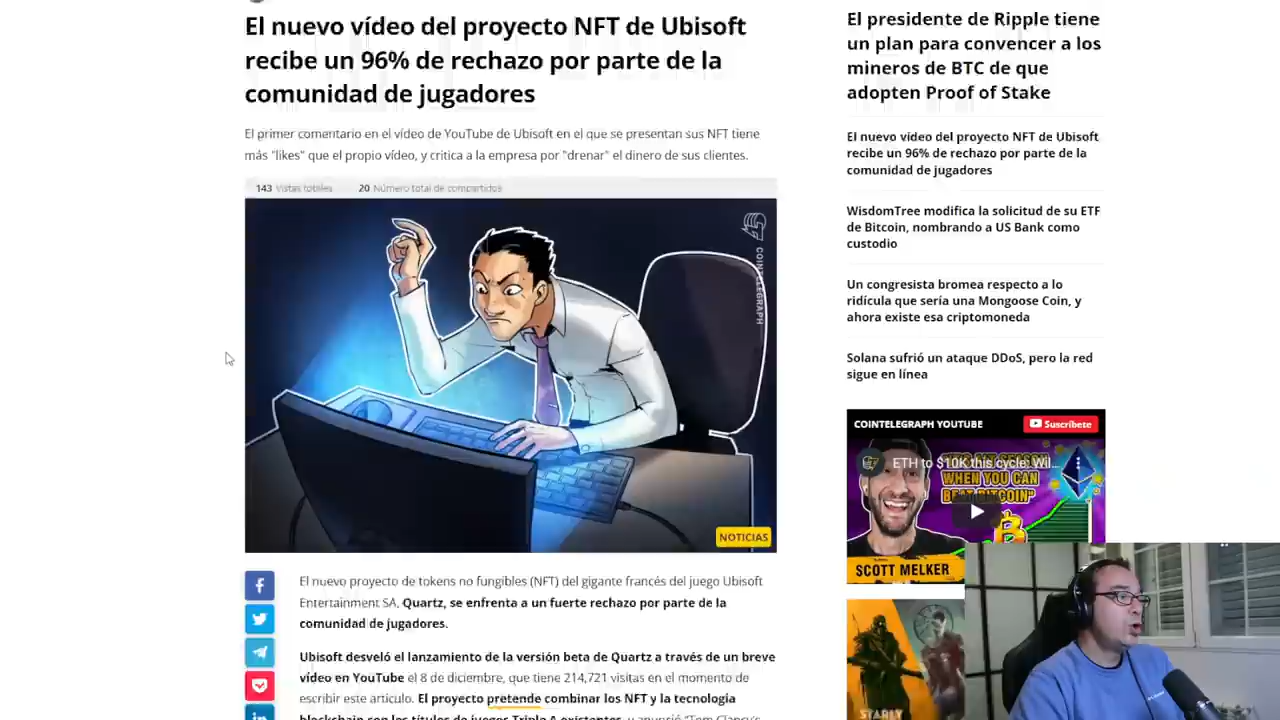 El nuevo vídeo del proyecto NFT de Ubisoft
recibe un 96% de rechazo por parte de la
comunidad de jugadores
El primer comentario en el vídeo de YouTube de Ubisoft en el que se presentan sus NFT tiene
más "likes" que el propio vídeo, y critica a la empresa por "drenar" el dinero de sus clientes.
143 Vistas totales 20 Número total de compartidos
COINTELEGRAPH
NOTICIAS
El nuevo proyecto de tokens no fungibles (NFT) del gigante francés del juego Ubisoft
Entertainment SA, Quartz, se enfrenta a un fuerte rechazo por parte de la
comunidad de jugadores.
Ubisoft desveló el lanzamiento de la versión beta de Quartz a través de un breve
vídeo en YouTube el 8 de diciembre, que tiene 214,721 visitas en el momento de
escribir este artículo. El proyecto pretende combinar los NFT y la tecnología
blockchain con los títulos de juegos Triple A existentes, y anunció "Tom Clancy's
El presidente de Ripple tiene
un plan para convencer a los
mineros de BTC de que
adopten Proof of Stake
El nuevo vídeo del proyecto NFT de Ubisoft
recibe un 96% de rechazo por parte de la
comunidad de jugadores
WisdomTree modifica la solicitud de su ETF
de Bitcoin, nombrando a US Bank como
custodio
Un congresista bromea respecto a lo
ridícula que sería una Mongoose Coin, y
ahora existe esa criptomoneda
Solana sufrió un ataque DDoS, pero la red
sigue en línea
COINTELEGRAPH YOUTUBE Suscríbete
ETH to $10K this cycle: Wil...
WHEN YOU CAN
BEAT BITCOIN"
SCOTT MELKER
STARLY